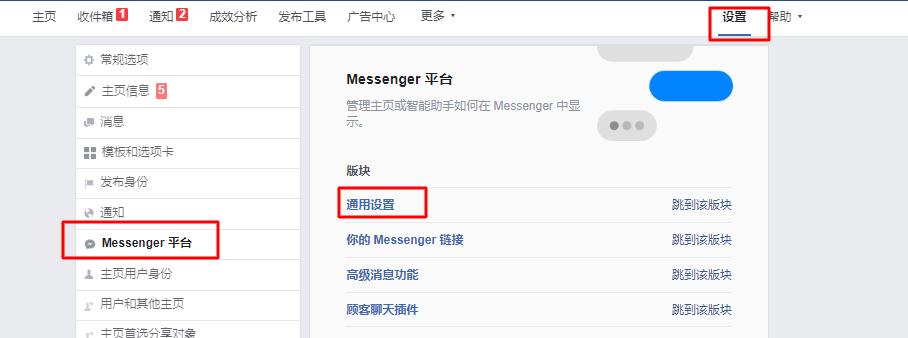 主页 收件箱 1 通知 2 成效分析 发布工具 广告中心 更多 设置 帮助
常规选项
主页信息 5
消息
模板和选项卡
发布身份
通知
Messenger 平台
主页用户身份
用户和其他主页
主页首选分享对象
Messenger 平台
管理主页或智能助手如何在 Messenger 中显
示。
版块
通用设置 跳到该版块
你的 Messenger 链接 跳到该版块
高级消息功能 跳到该版块
顾客聊天插件 跳到该版块